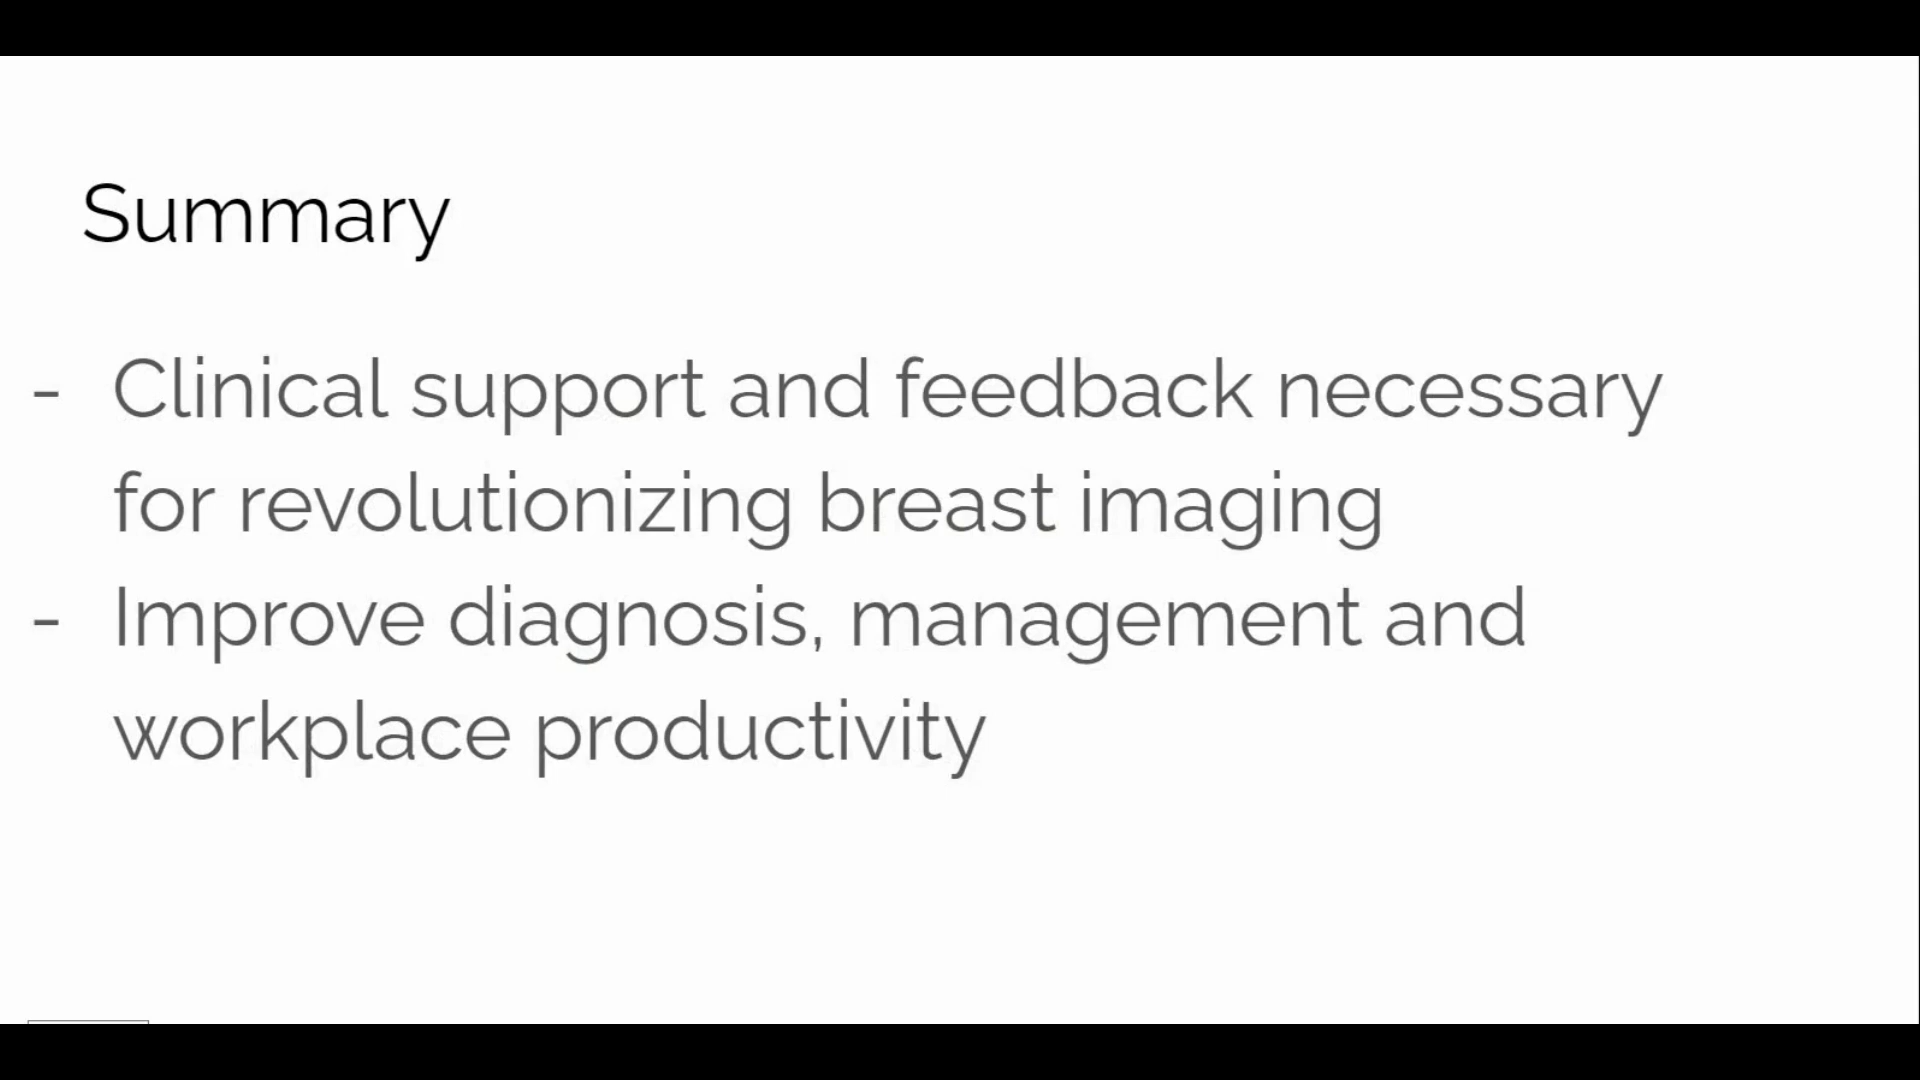 Summary
- Clinical support and feedback necessary
for revolutionizing breast imaging
- Improve diagnosis, management and
workplace productivity